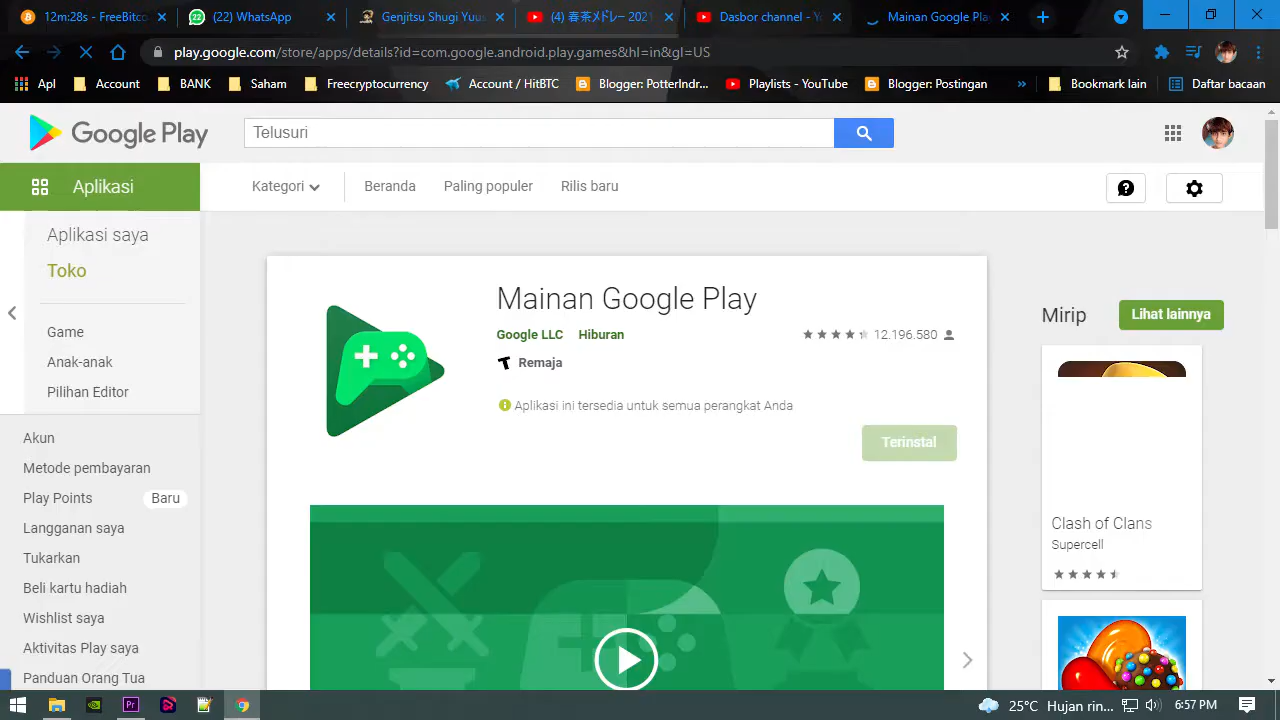 12m:28s - FreeBitco
(22) WhatsApp
Genjitsu Shugi Yuus
(4) 春茶メドレー 2021
Dasbor channel - Yo
Mainan Google Pla
play.google.com/store/apps/details?id=com.google.android.play.games&hl=in&gl=US
Apl
Account
BANK
Saham
Freecryptocurrency
Account / HitBTC
Blogger: PotterIndr...
Playlists - YouTube
Blogger: Postingan
»
Bookmark lain
Daftar bacaan
Google Play
Telusuri
Aplikasi
Kategori
Beranda
Paling populer
Rilis baru
Aplikasi saya
Toko
Game
Anak-anak
Pilihan Editor
Akun
Metode pembayaran
Play Points
Baru
Langganan saya
Tukarkan
Beli kartu hadiah
Wishlist saya
Aktivitas Play saya
Panduan Orang Tua
Mainan Google Play
Google LLC Hiburan
12.196.580
Remaja
Aplikasi ini tersedia untuk semua perangkat Anda
Terinstal
Mirip
Lihat lainnya
Clash of Clans
Supercell
25°C Hujan rin...
6:57 PM